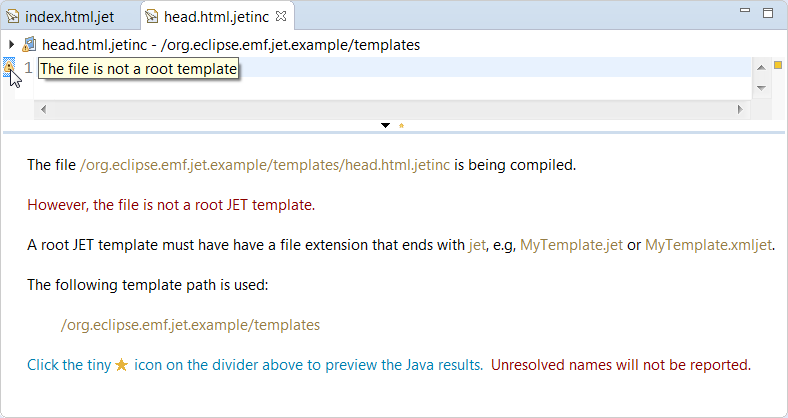 index.html.jet
head.html.jetinc
head.html.jetinc - /org.eclipse.emf.jet.example/templates
1
The file is not a root template
The file /org.eclipse.emf.jet.example/templates/head.html.jetinc is being compiled.
However, the file is not a root JET template.
A root JET template must have have a file extension that ends with jet, e.g, MyTemplate.jet or MyTemplate.xmljet.
The following template path is used:
/org.eclipse.emf.jet.example/templates
Click the tiny icon on the divider above to preview the Java results. Unresolved names will not be reported.